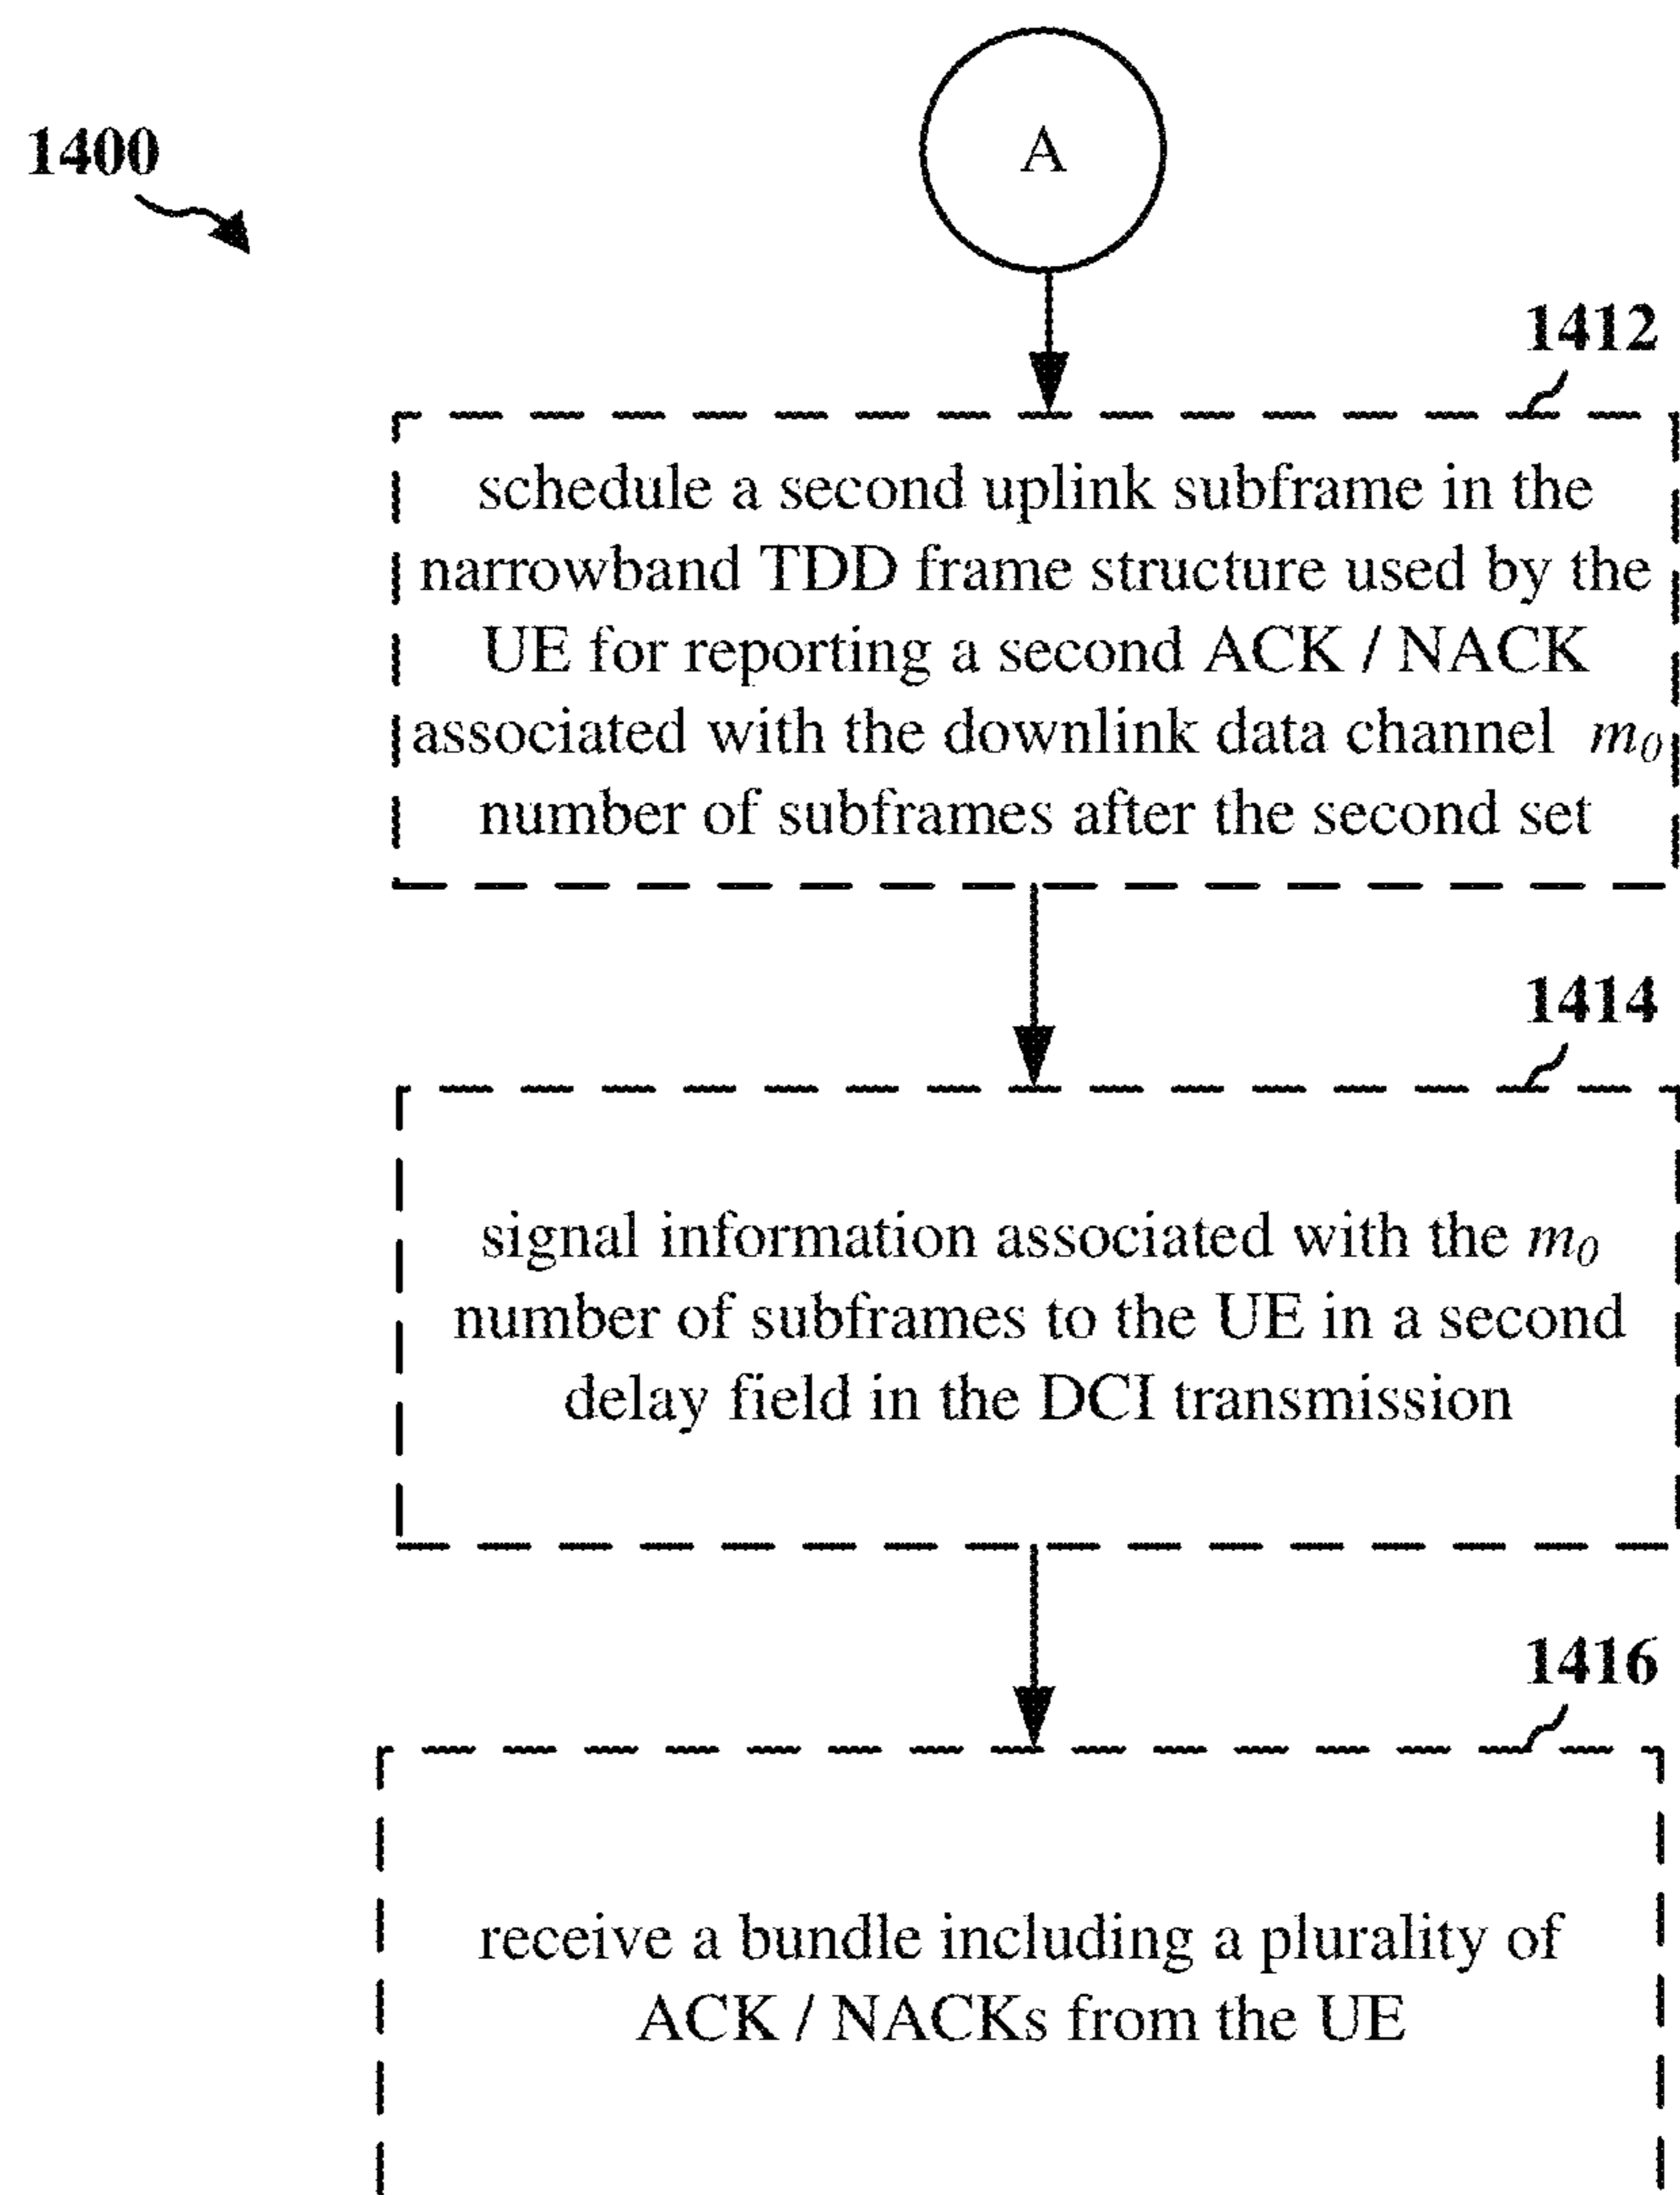 1400
A
1412
schedule a second uplink subframe in the
narrowband TDD frame structure used by the
UE for reporting a second ACK / NACK
associated with the downlink data channel m₀
number of subframes after the second set
1414
signal information associated with the m₀
number of subframes to the UE in a second
delay field in the DCI transmission
1416
receive a bundle including a plurality of
ACK / NACKs from the UE